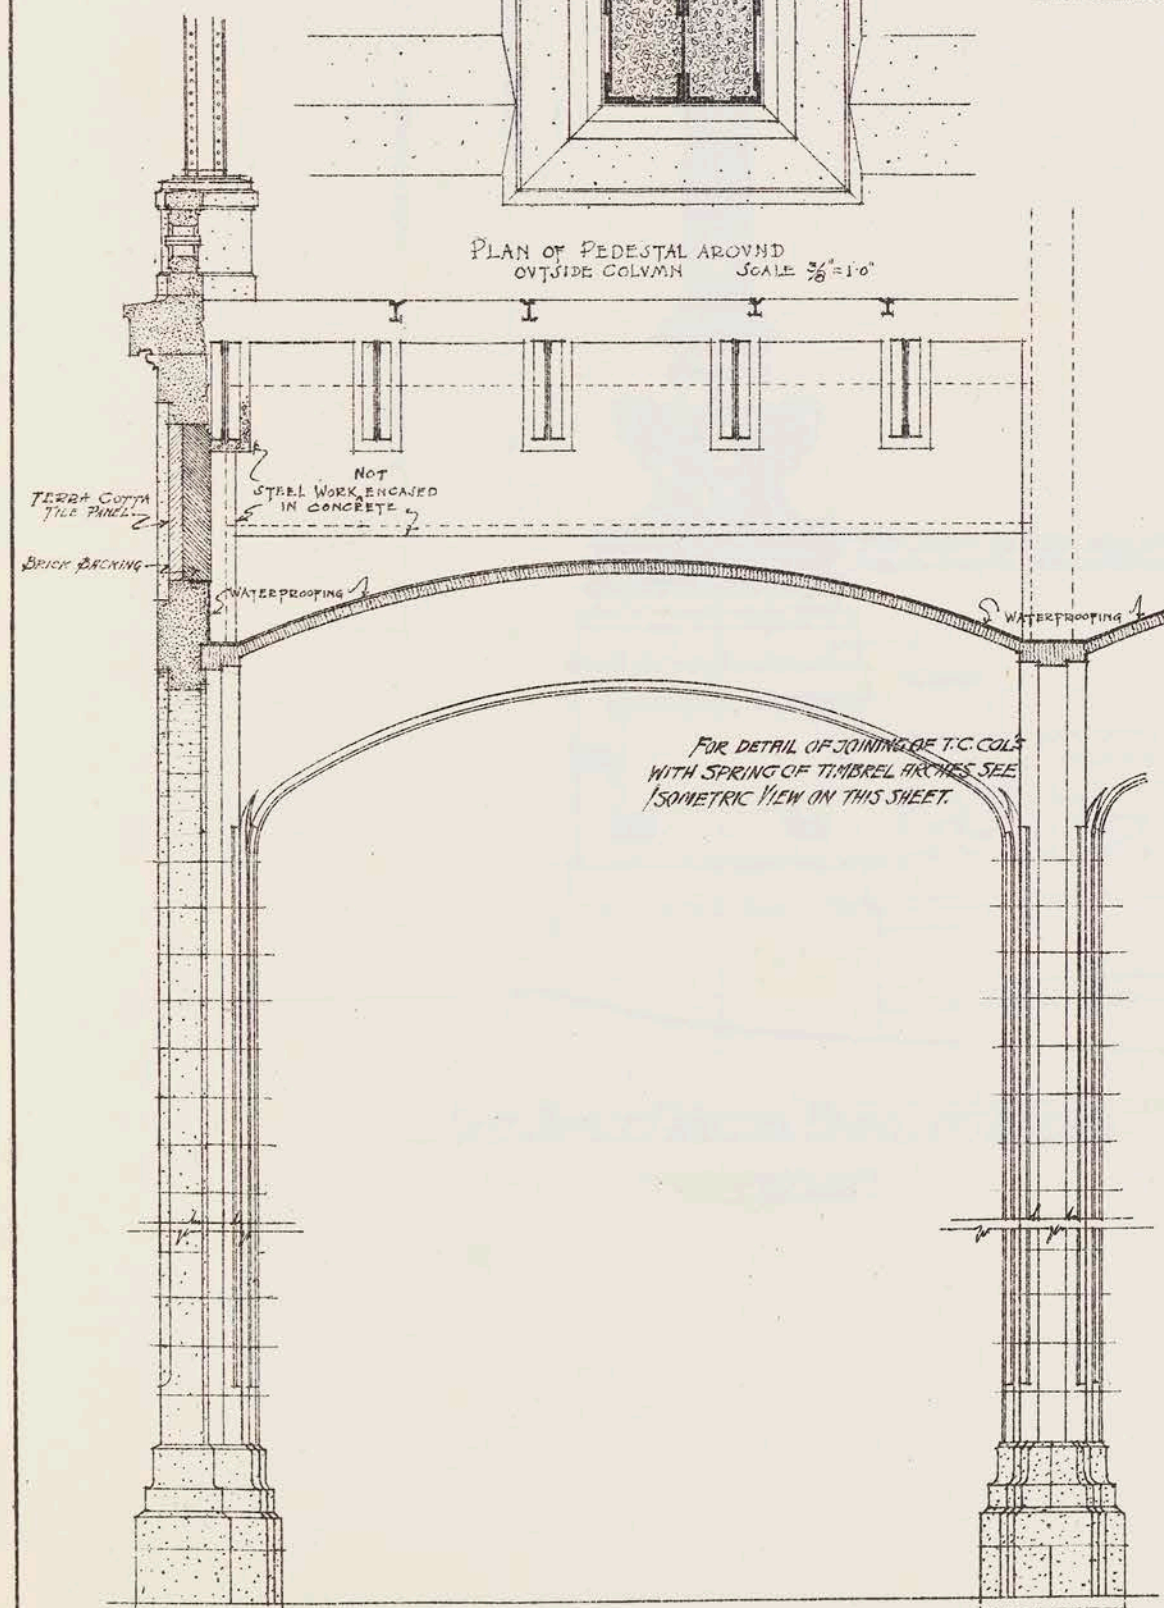 PLAN OF PEDESTAL AROUND
OUTSIDE COLUMN SCALE 3/8"=1'-0"
NOT
STEEL WORK ^ ENCASED
IN CONCRETE
TERRA COTTA
TILE PANEL
BRICK BACKING
WATERPROOFING
WATERPROOFING
FOR DETAIL OF JOINING OF T.C. COLS
WITH SPRING OF TIMBREL ARCHES SEE
ISOMETRIC VIEW ON THIS SHEET.